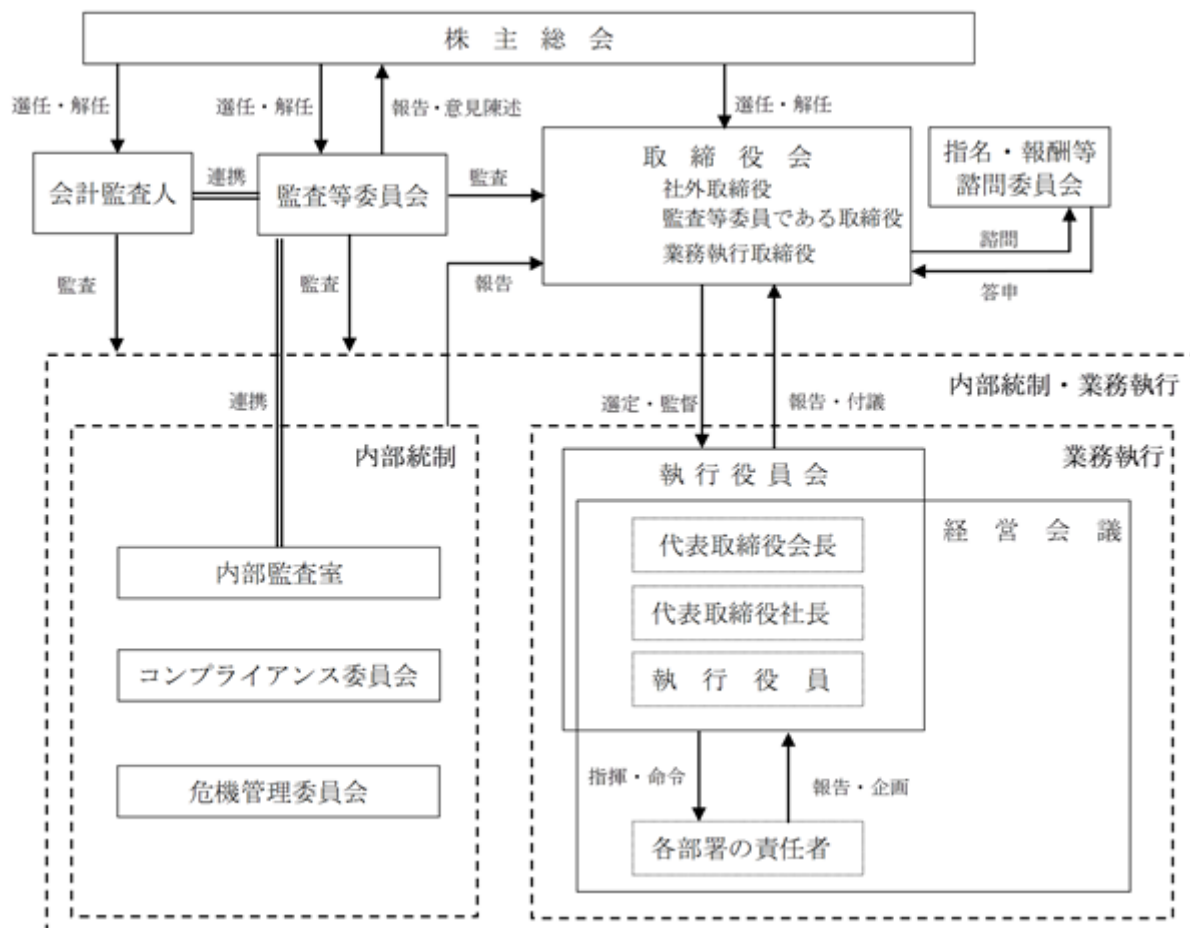 株主総会
選任・解任
選任・解任
報告・意見陳述
選任・解任
会計監査人
連携
監査等委員会
監査
取締役会
社外取締役
監査等委員である取締役
業務執行取締役
指名・報酬等
諮問委員会
諮問
答申
監査
監査
報告
内部統制・業務執行
連携
選定・監督
報告・付議
内部統制
業務執行
執行役員会
経営会議
代表取締役会長
代表取締役社長
執行役員
内部監査室
コンプライアンス委員会
危機管理委員会
指揮・命令
報告・企画
各部署の責任者